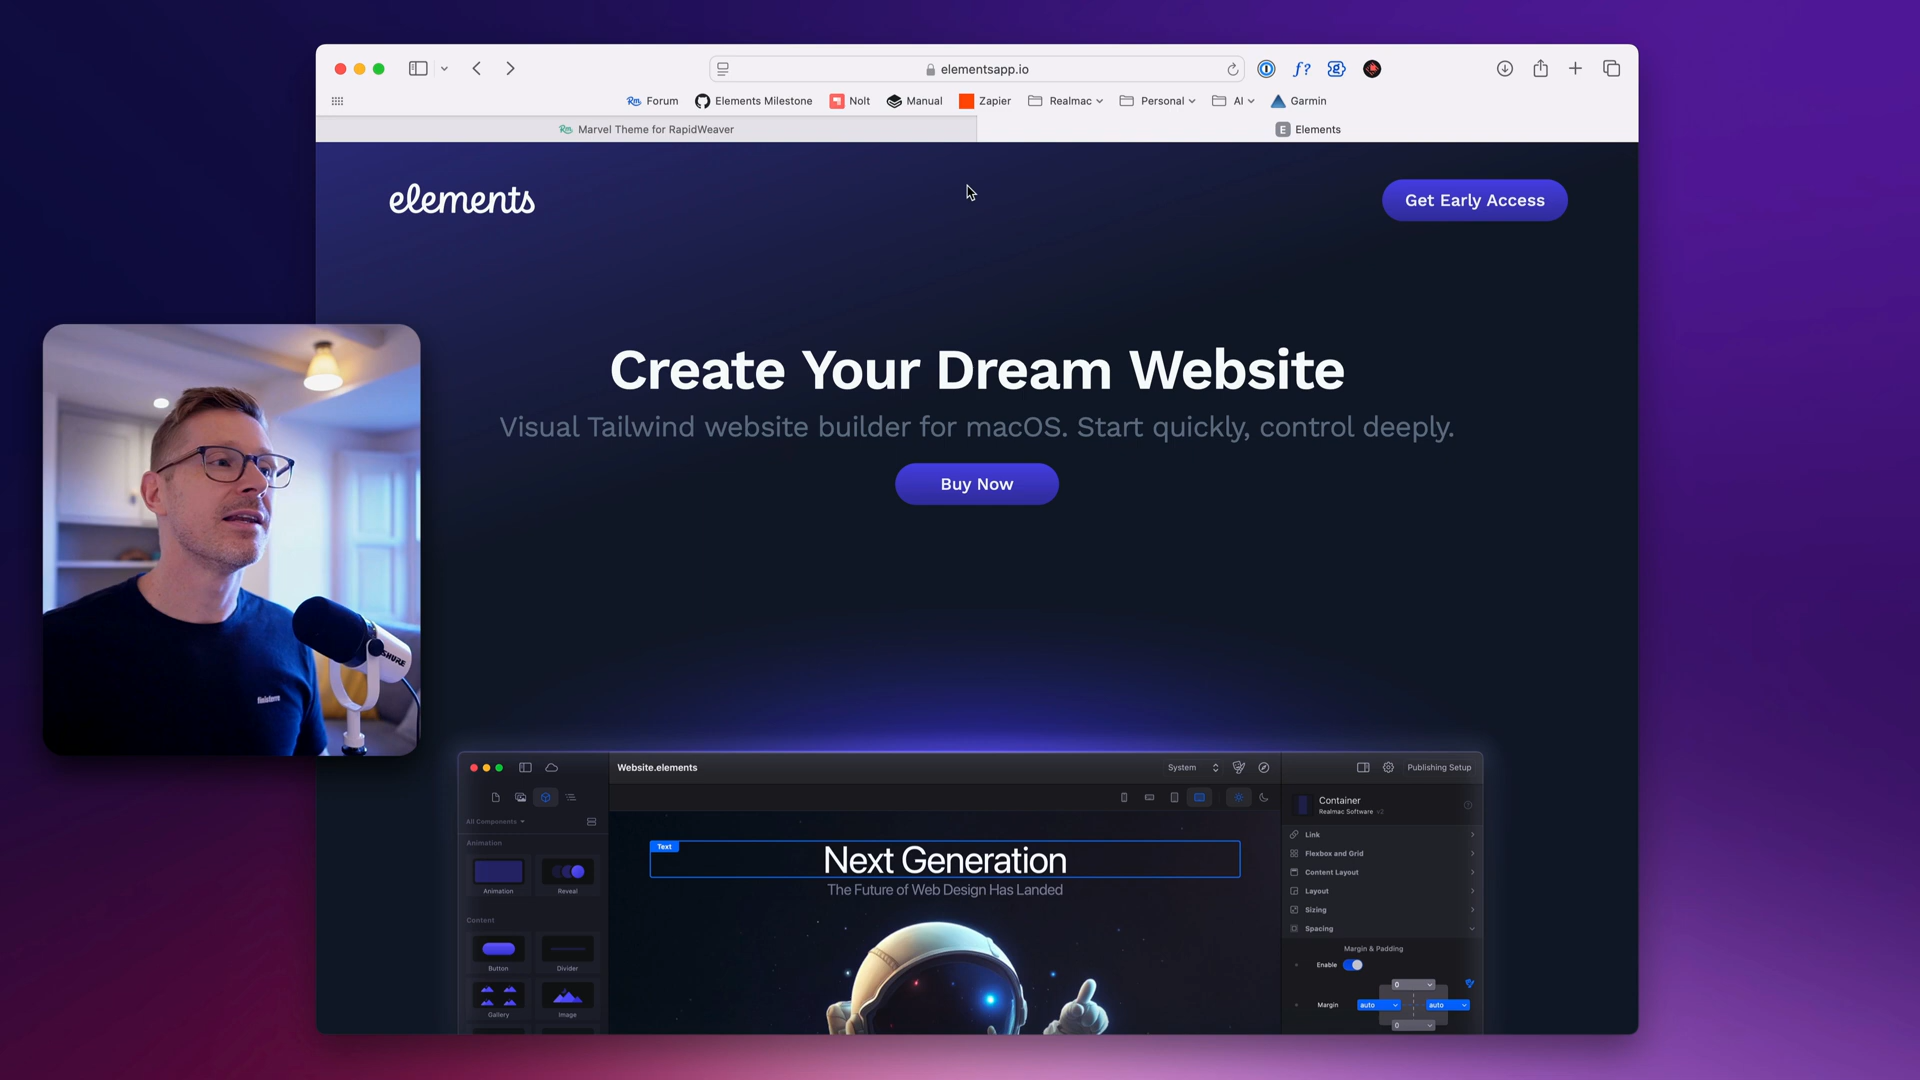 elementsapp.io
Forum
Elements Milestone
Nolt
Manual
Zapier
Realmac
Personal
AI
Garmin
Marvel Theme for RapidWeaver
E Elements
elements
Get Early Access
Create Your Dream Website
Visual Tailwind website builder for macOS. Start quickly, control deeply.
Buy Now
SHURE
finisterre
Website.elements
System
Publishing Setup
All Components
Animation
Animation
Reveal
Content
Button
Divider
Gallery
Image
Text
Next Generation
The Future of Web Design Has Landed
Container
Realmac Software v2
Link
Flexbox and Grid
Content Layout
Layout
Sizing
Spacing
Margin & Padding
Enable
0
Margin
auto
auto
0